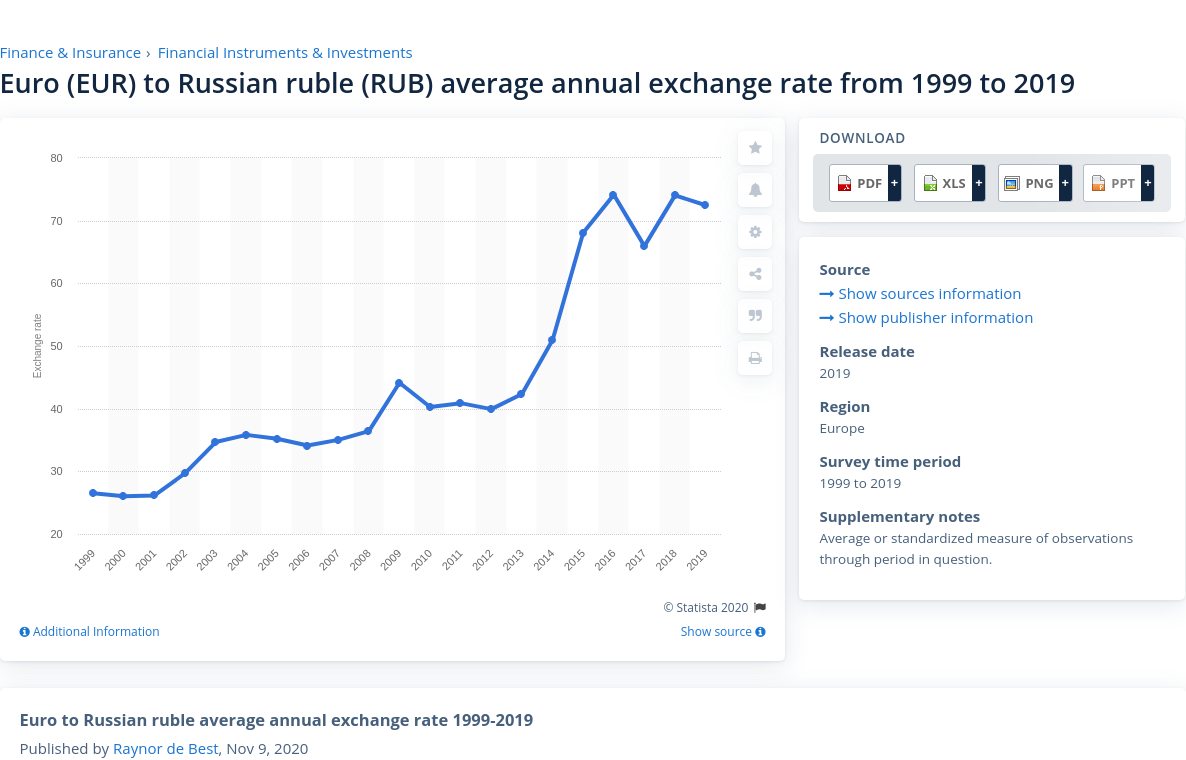 Finance & Insurance › Financial Instruments & Investments
Euro (EUR) to Russian ruble (RUB) average annual exchange rate from 1999 to 2019
80
70
60
50
40
30
20
Exchange rate
1999
2000
2001
2002
2003
2004
2005
2006
2007
2008
2009
2010
2011
2012
2013
2014
2015
2016
2017
2018
2019
© Statista 2020
Additional Information
Show source
DOWNLOAD
PDF + XLS + PNG + PPT +
Source
Show sources information
Show publisher information
Release date
2019
Region
Europe
Survey time period
1999 to 2019
Supplementary notes
Average or standardized measure of observations
through period in question.
Euro to Russian ruble average annual exchange rate 1999-2019
Published by Raynor de Best, Nov 9, 2020